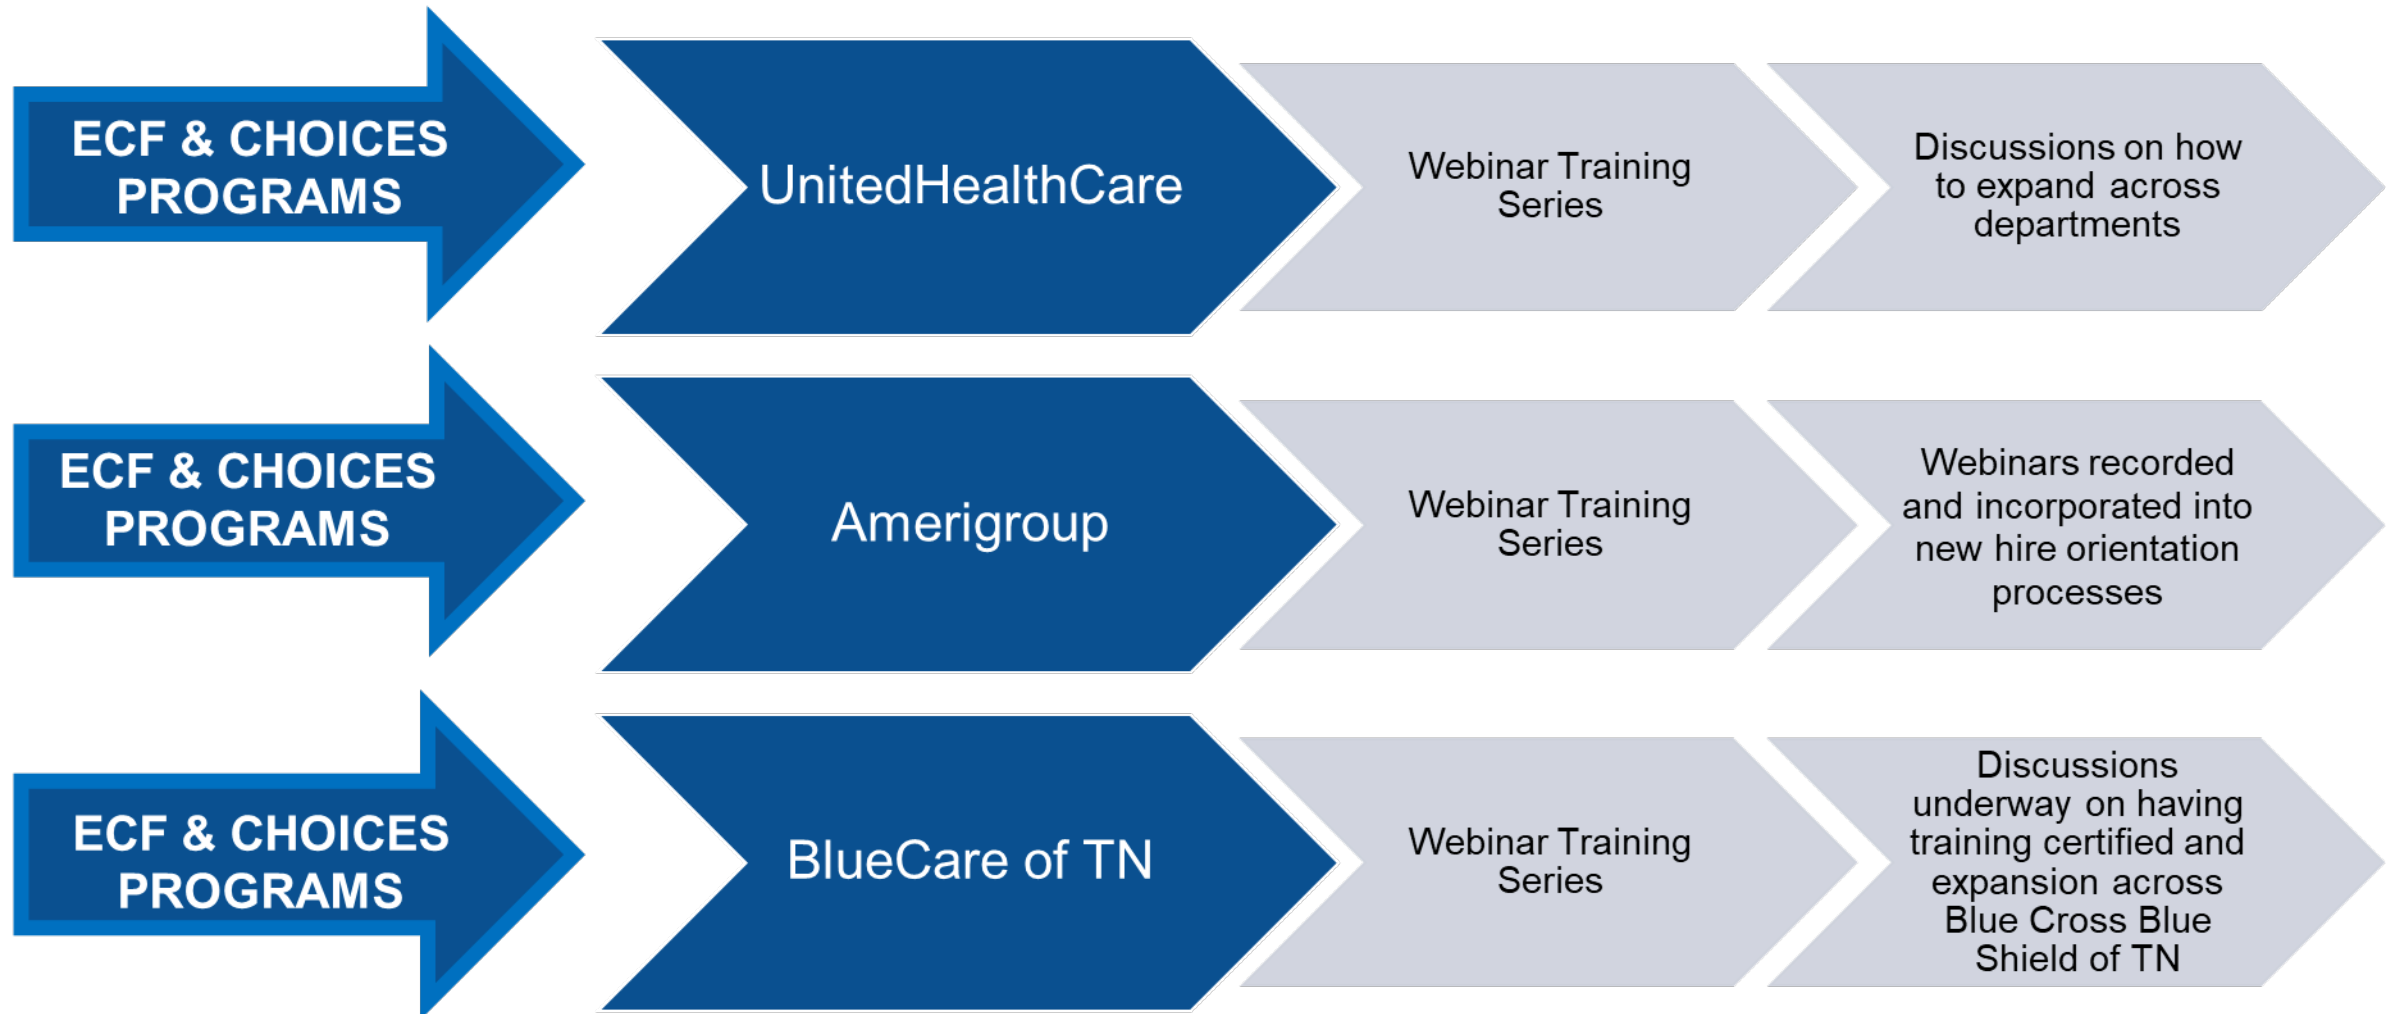 ECF & CHOICES
PROGRAMS
UnitedHealthCare
Webinar Training
Series
Discussions on how
to expand across
departments
ECF & CHOICES
PROGRAMS
Amerigroup
Webinar Training
Series
Webinars recorded
and incorporated into
new hire orientation
processes
ECF & CHOICES
PROGRAMS
BlueCare of TN
Webinar Training
Series
Discussions
underway on having
training certified and
expansion across
Blue Cross Blue
Shield of TN